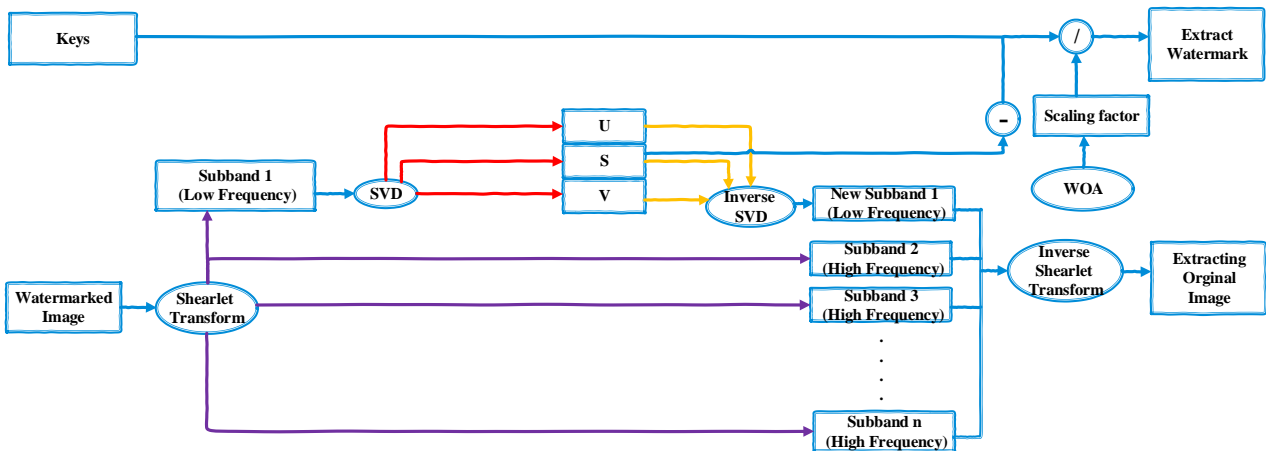 Keys
/
Extract
Watermark
-
Scaling factor
WOA
U
S
V
Subband 1
(Low Frequency)
SVD
Inverse
SVD
New Subband 1
(Low Frequency)
Subband 2
(High Frequency)
Watermarked
Image
Shearlet
Transform
Subband 3
(High Frequency)
.
.
.
.
Subband n
(High Frequency)
Inverse
Shearlet
Transform
Extracting
Orginal
Image